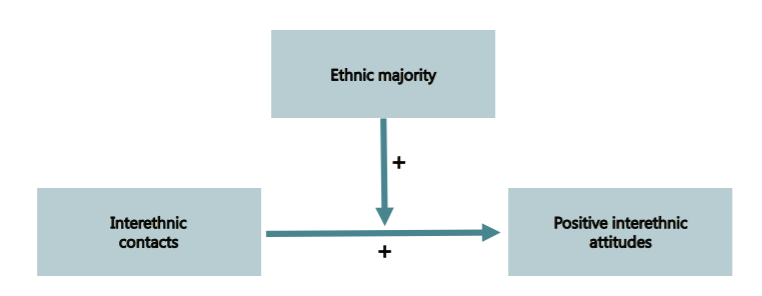 Ethnic majority
+
Interethnic
contacts
+
Positive interethnic
attitudes